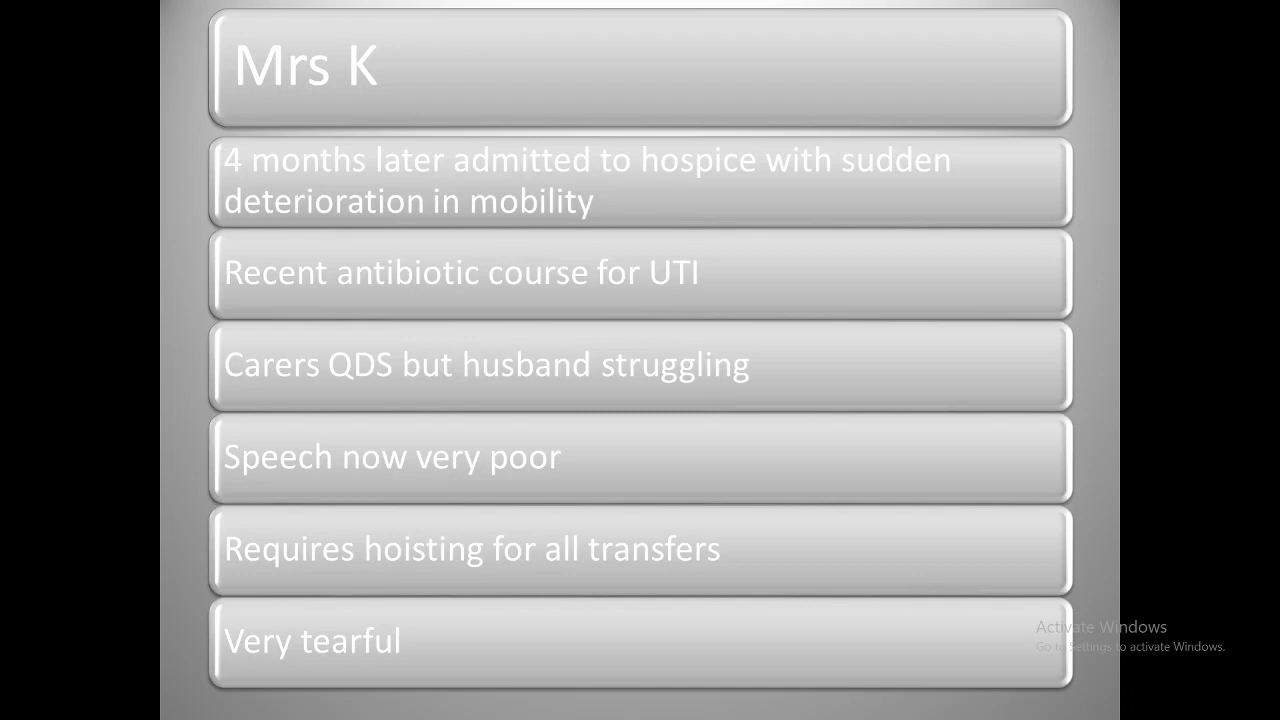 Mrs K
4 months later admitted to hospice with sudden
deterioration in mobility
Recent antibiotic course for UTI
Carers QDS but husband struggling
Speech now very poor
Requires hoisting for all transfers
Very tearful
Activate Windows
Go to Settings to activate Windows.